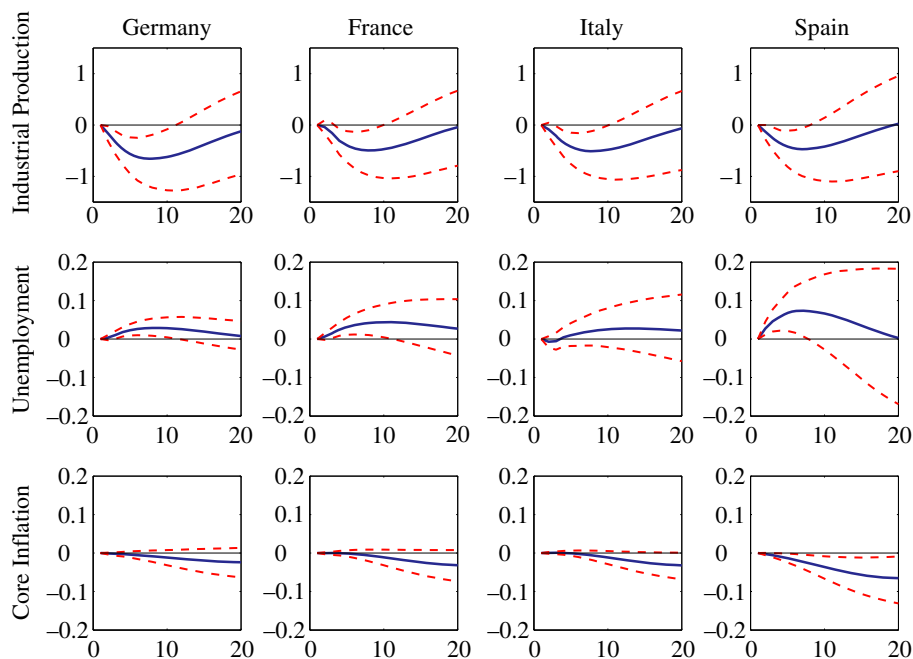 Germany France Italy Spain
Industrial Production
1 1 1 1
0 0 0 0
–1 –1 –1 –1
0 10 20 0 10 20 0 10 20 0 10 20
Unemployment
0.2 0.2 0.2 0.2
0.1 0.1 0.1 0.1
0 0 0 0
–0.1 –0.1 –0.1 –0.1
–0.2 –0.2 –0.2 –0.2
0 10 20 0 10 20 0 10 20 0 10 20
Core Inflation
0.2 0.2 0.2 0.2
0.1 0.1 0.1 0.1
0 0 0 0
–0.1 –0.1 –0.1 –0.1
–0.2 –0.2 –0.2 –0.2
0 10 20 0 10 20 0 10 20 0 10 20